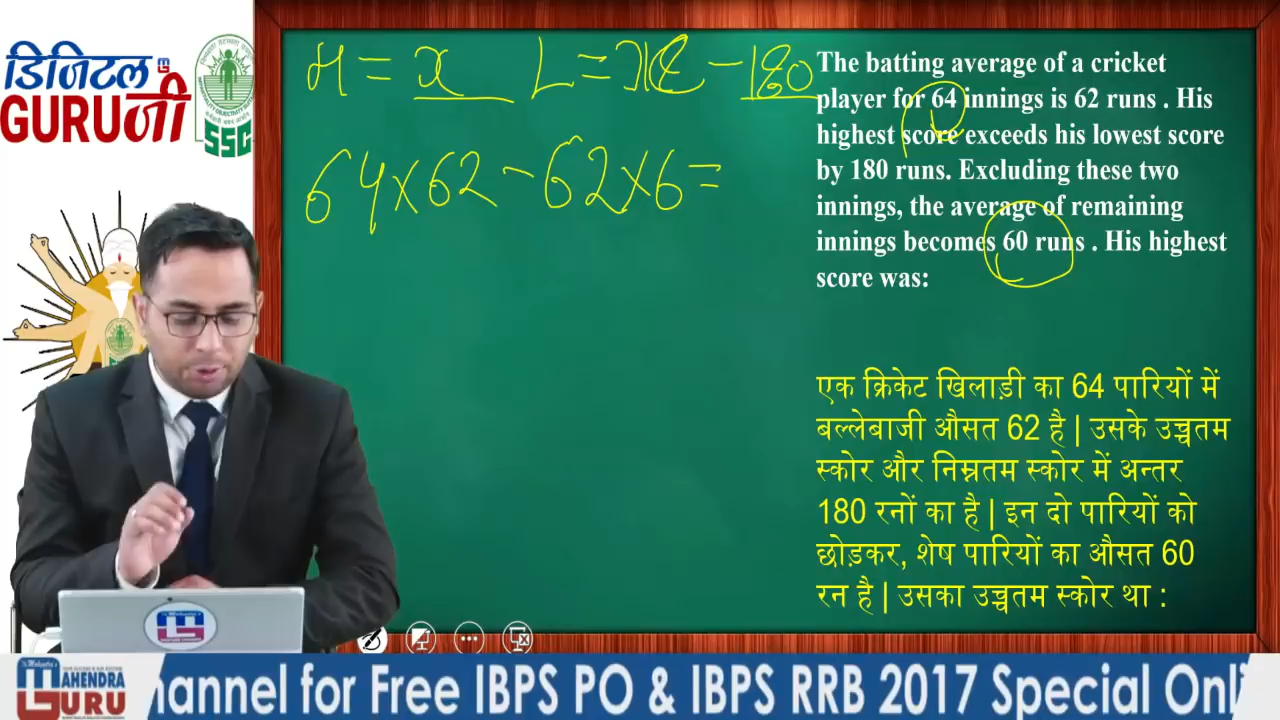 डिजिटल
GURUजी
SSC
H = x L = x - 180
64×62 - 62×6=
The batting average of a cricket
player for 64 innings is 62 runs . His
highest score exceeds his lowest score
by 180 runs. Excluding these two
innings, the average of remaining
innings becomes 60 runs . His highest
score was:
एक क्रिकेट खिलाड़ी का 64 पारियों में
बल्लेबाजी औसत 62 है | उसके उच्चतम
स्कोर और निम्नतम स्कोर में अन्तर
180 रनों का है | इन दो पारियों को
छोड़कर, शेष पारियों का औसत 60
रन है | उसका उच्चतम स्कोर था :
MAHENDRA
GURU
hannel for Free IBPS PO & IBPS RRB 2017 Special Onli